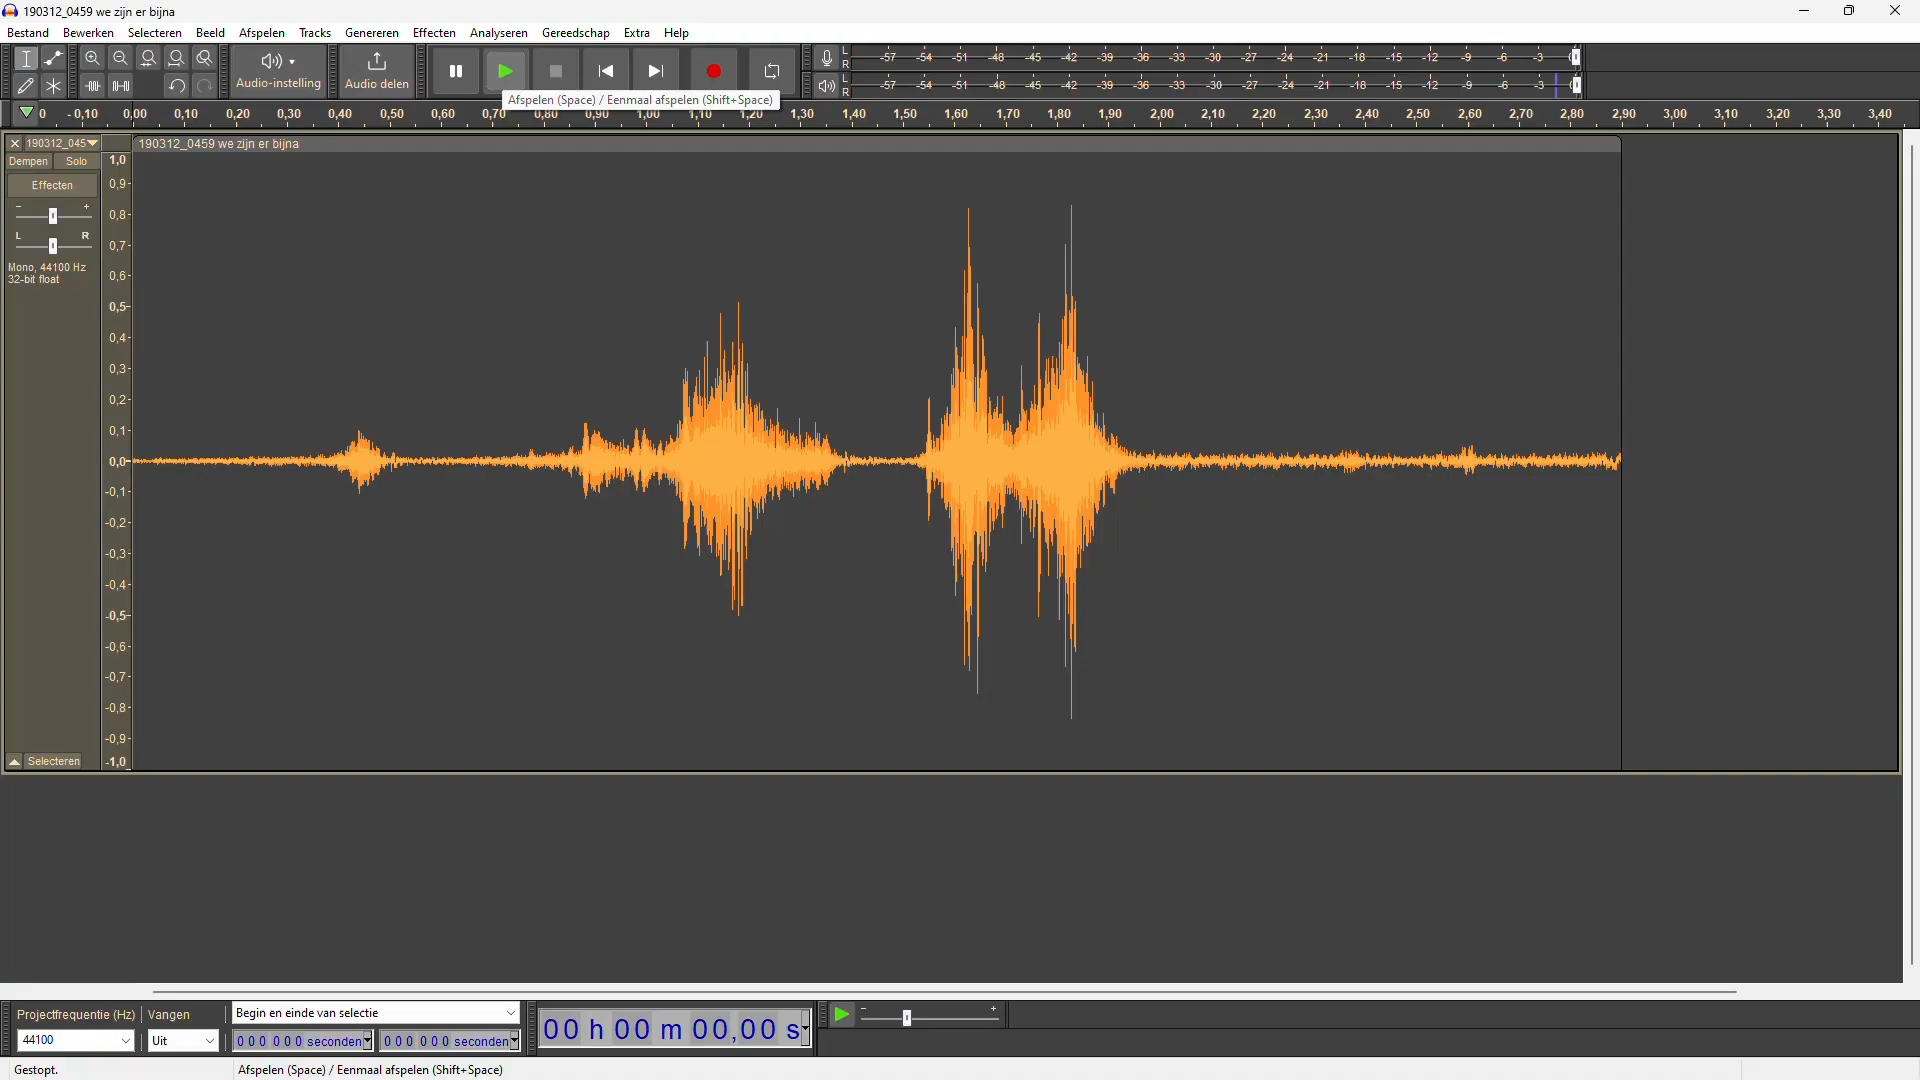 190312_0459 we zijn er bijna
Bestand Bewerken Selecteren Beeld Afspelen Tracks Genereren Effecten Analyseren Gereedschap Extra Help
Audio-instelling
Audio delen
L R -57 -54 -51 -48 -45 -42 -39 -36 -33 -30 -27 -24 -21 -18 -15 -12 -9 -6 -3
L R -57 -54 -51 -48 -45 -42 -39 -36 -33 -30 -27 -24 -21 -18 -15 -12 -9 -6 -3
Afspelen (Space) / Eenmaal afspelen (Shift+Space)
0 -0,10 0,00 0,10 0,20 0,30 0,40 0,50 0,60 0,70 0,80 0,90 1,00 1,10 1,20 1,30 1,40 1,50 1,60 1,70 1,80 1,90 2,00 2,10 2,20 2,30 2,40 2,50 2,60 2,70 2,80 2,90 3,00 3,10 3,20 3,30 3,40
190312_045
190312_0459 we zijn er bijna
Dempen Solo
Effecten
- +
L R
Mono, 44100 Hz
32-bit float
Selecteren
1,0
0,9
0,8
0,7
0,6
0,5
0,4
0,3
0,2
0,1
0,0
-0,1
-0,2
-0,3
-0,4
-0,5
-0,6
-0,7
-0,8
-0,9
-1,0
Projectfrequentie (Hz) Vangen
Begin en einde van selectie
44100
Uit
000000 seconden
000000 seconden
00 h 00 m 00,00 s
- +
Gestopt.
Afspelen (Space) / Eenmaal afspelen (Shift+Space)